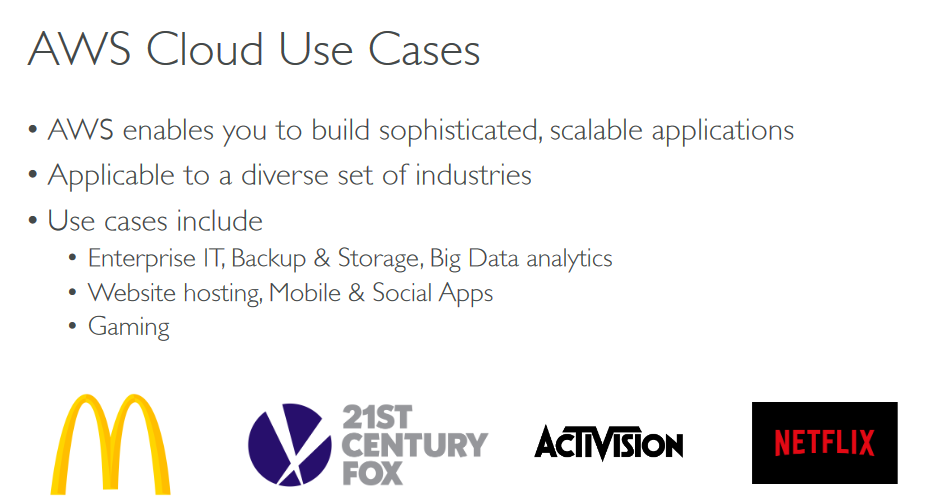 AWS Cloud Use Cases
• AWS enables you to build sophisticated, scalable applications
• Applicable to a diverse set of industries
• Use cases include
• Enterprise IT, Backup & Storage, Big Data analytics
• Website hosting, Mobile & Social Apps
• Gaming
21ST
CENTURY
FOX
ACTIVISION
NETFLIX